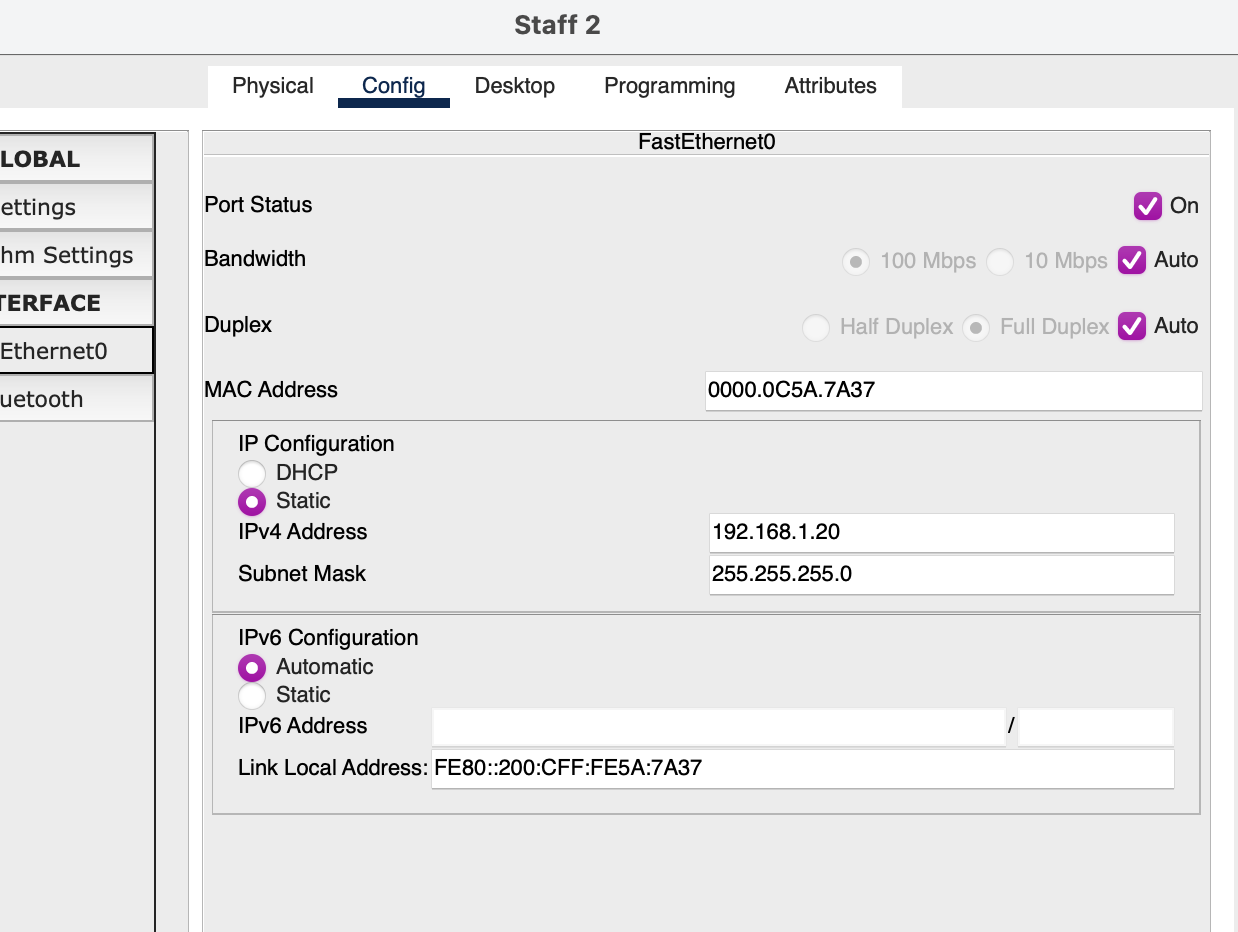 Staff 2
Physical Config Desktop Programming Attributes
LOBAL
ettings
hm Settings
TERFACE
Ethernet0
uetooth
FastEthernet0
Port Status On
Bandwidth 100 Mbps 10 Mbps Auto
Duplex Half Duplex Full Duplex Auto
MAC Address 0000.0C5A.7A37
IP Configuration
DHCP
Static
IPv4 Address 192.168.1.20
Subnet Mask 255.255.255.0
IPv6 Configuration
Automatic
Static
IPv6 Address /
Link Local Address: FE80::200:CFF:FE5A:7A37